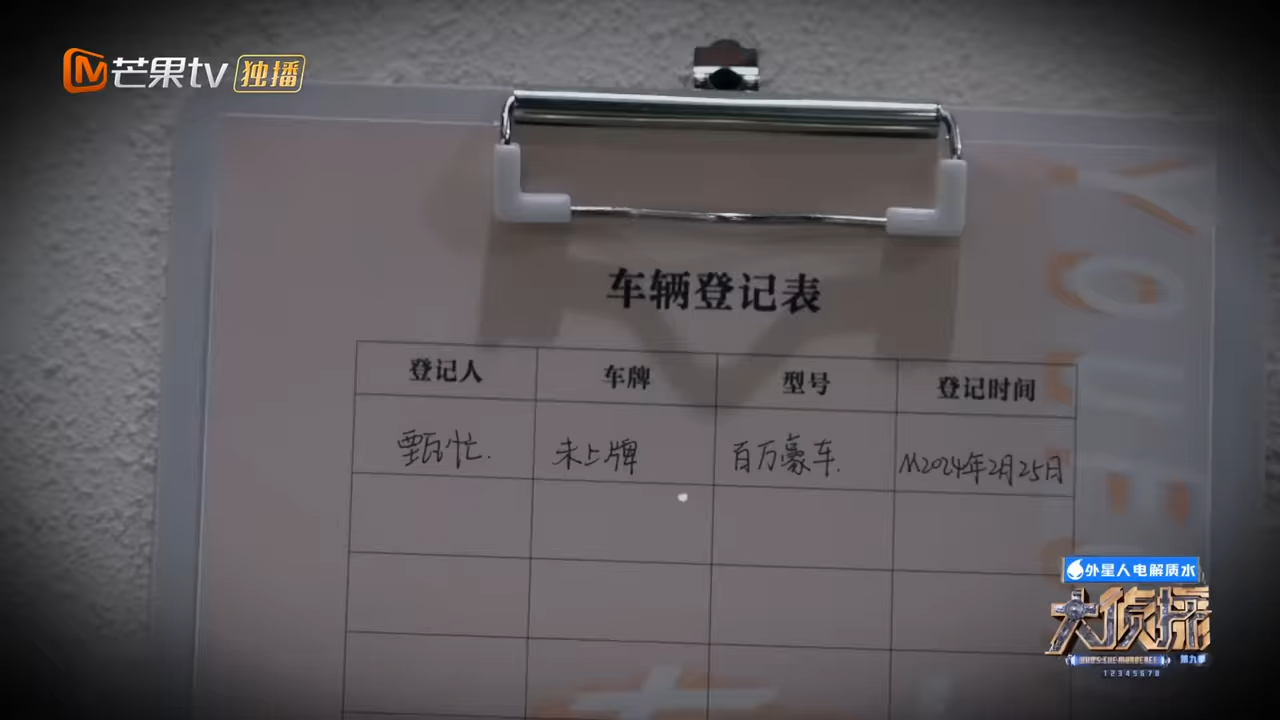 芒果tv 独播
车辆登记表
登记人 车牌 型号 登记时间
甄忙. 未上牌 百万豪车. M2024年2月25日
外星人电解质水
大侦探
第九季
12345678